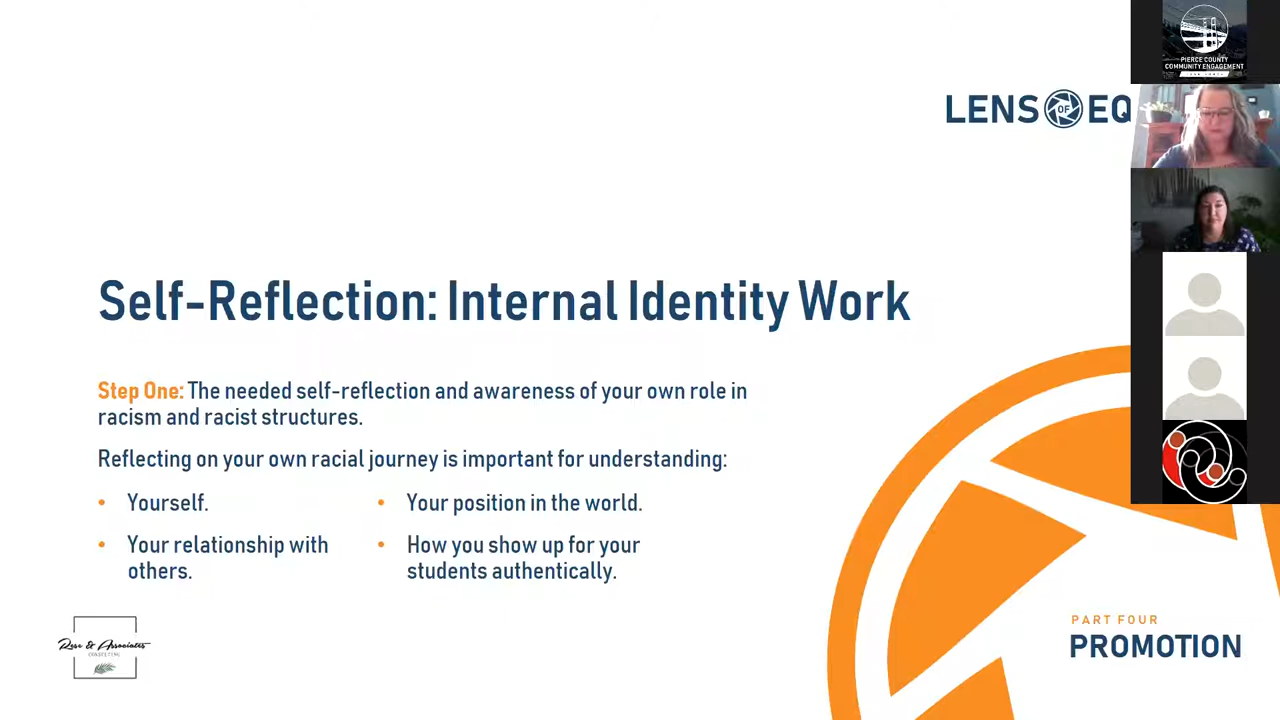 PIERCE COUNTY
COMMUNITY ENGAGEMENT
LENS OF EQ
Self-Reflection: Internal Identity Work
Step One: The needed self-reflection and awareness of your own role in
racism and racist structures.
Reflecting on your own racial journey is important for understanding:
• Yourself.
• Your relationship with
others.
• Your position in the world.
• How you show up for your
students authentically.
Rose & Associates
CONSULTING
PART FOUR
PROMOTION